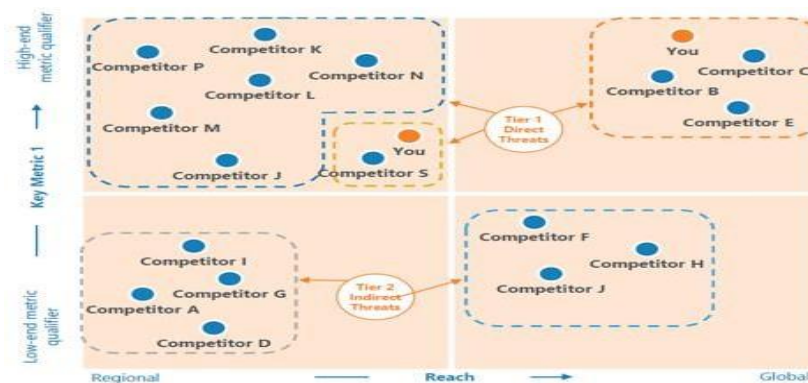 High-end
metric qualifier
Key Metric 1
Low-end metric
qualifier
Competitor K
Competitor P
Competitor N
Competitor L
Competitor M
Competitor J
You
Competitor S
Tier 1
Direct
Threats
You
Competitor C
Competitor B
Competitor E
Competitor I
Competitor G
Competitor A
Competitor D
Tier 2
Indirect
Threats
Competitor F
Competitor H
Competitor J
Regional
Reach
Global